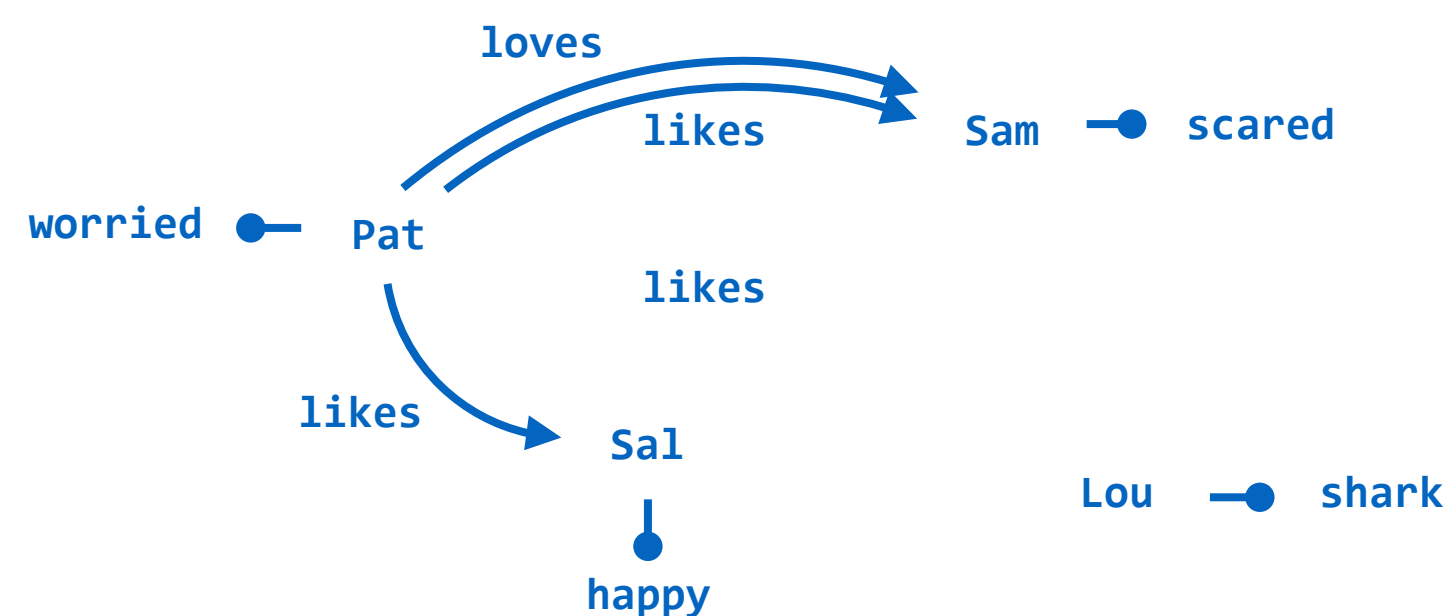 loves
likes
Sam
scared
worried
Pat
likes
likes
Sal
Lou
shark
happy